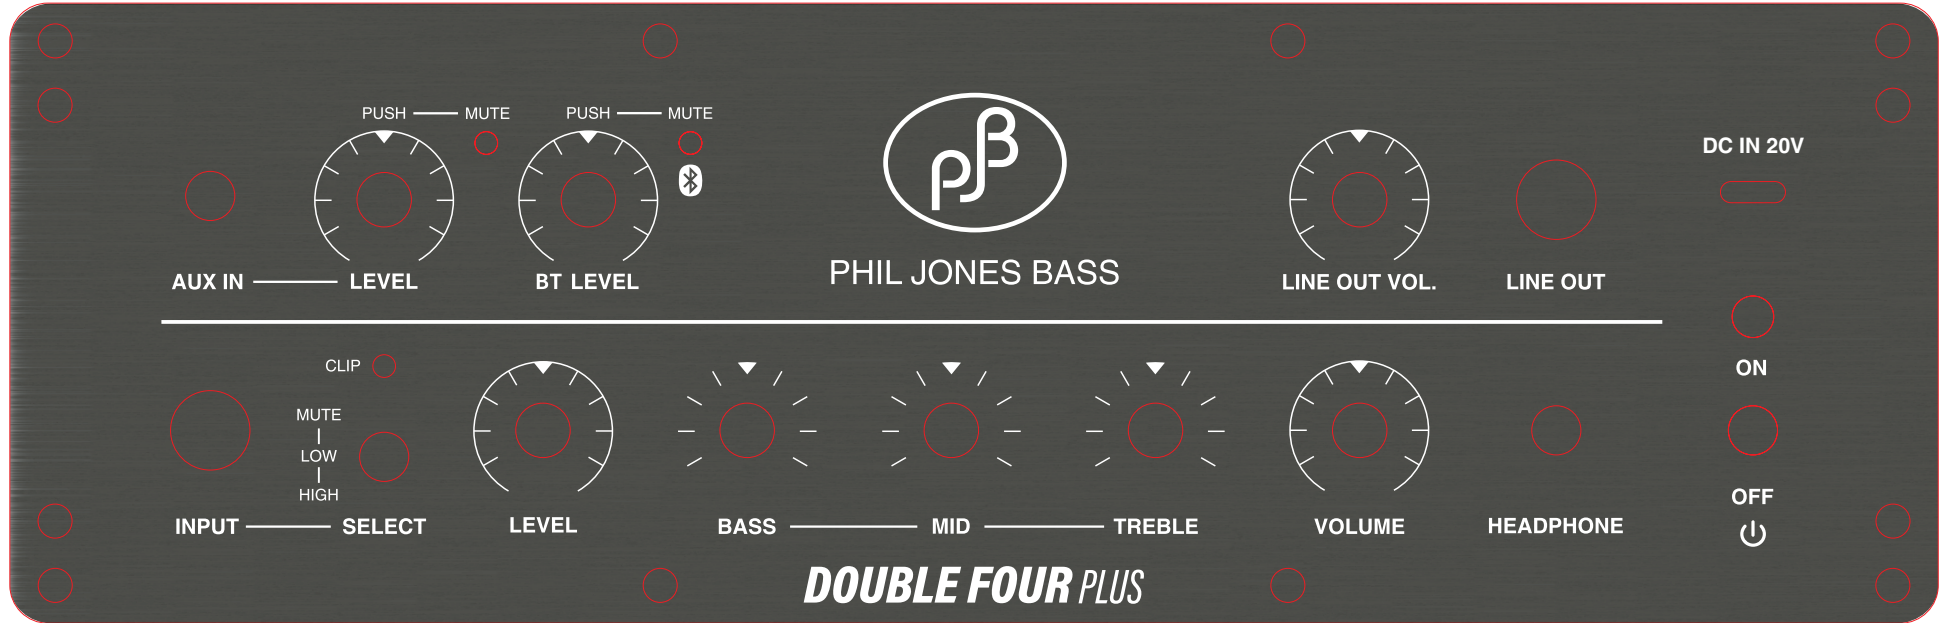 PUSH MUTE
PUSH MUTE
DC IN 20V
PJB
PHIL JONES BASS
AUX IN LEVEL
BT LEVEL
LINE OUT VOL.
LINE OUT
CLIP
MUTE
LOW
HIGH
ON
OFF
INPUT SELECT
LEVEL
BASS MID TREBLE
VOLUME
HEADPHONE
DOUBLE FOUR PLUS